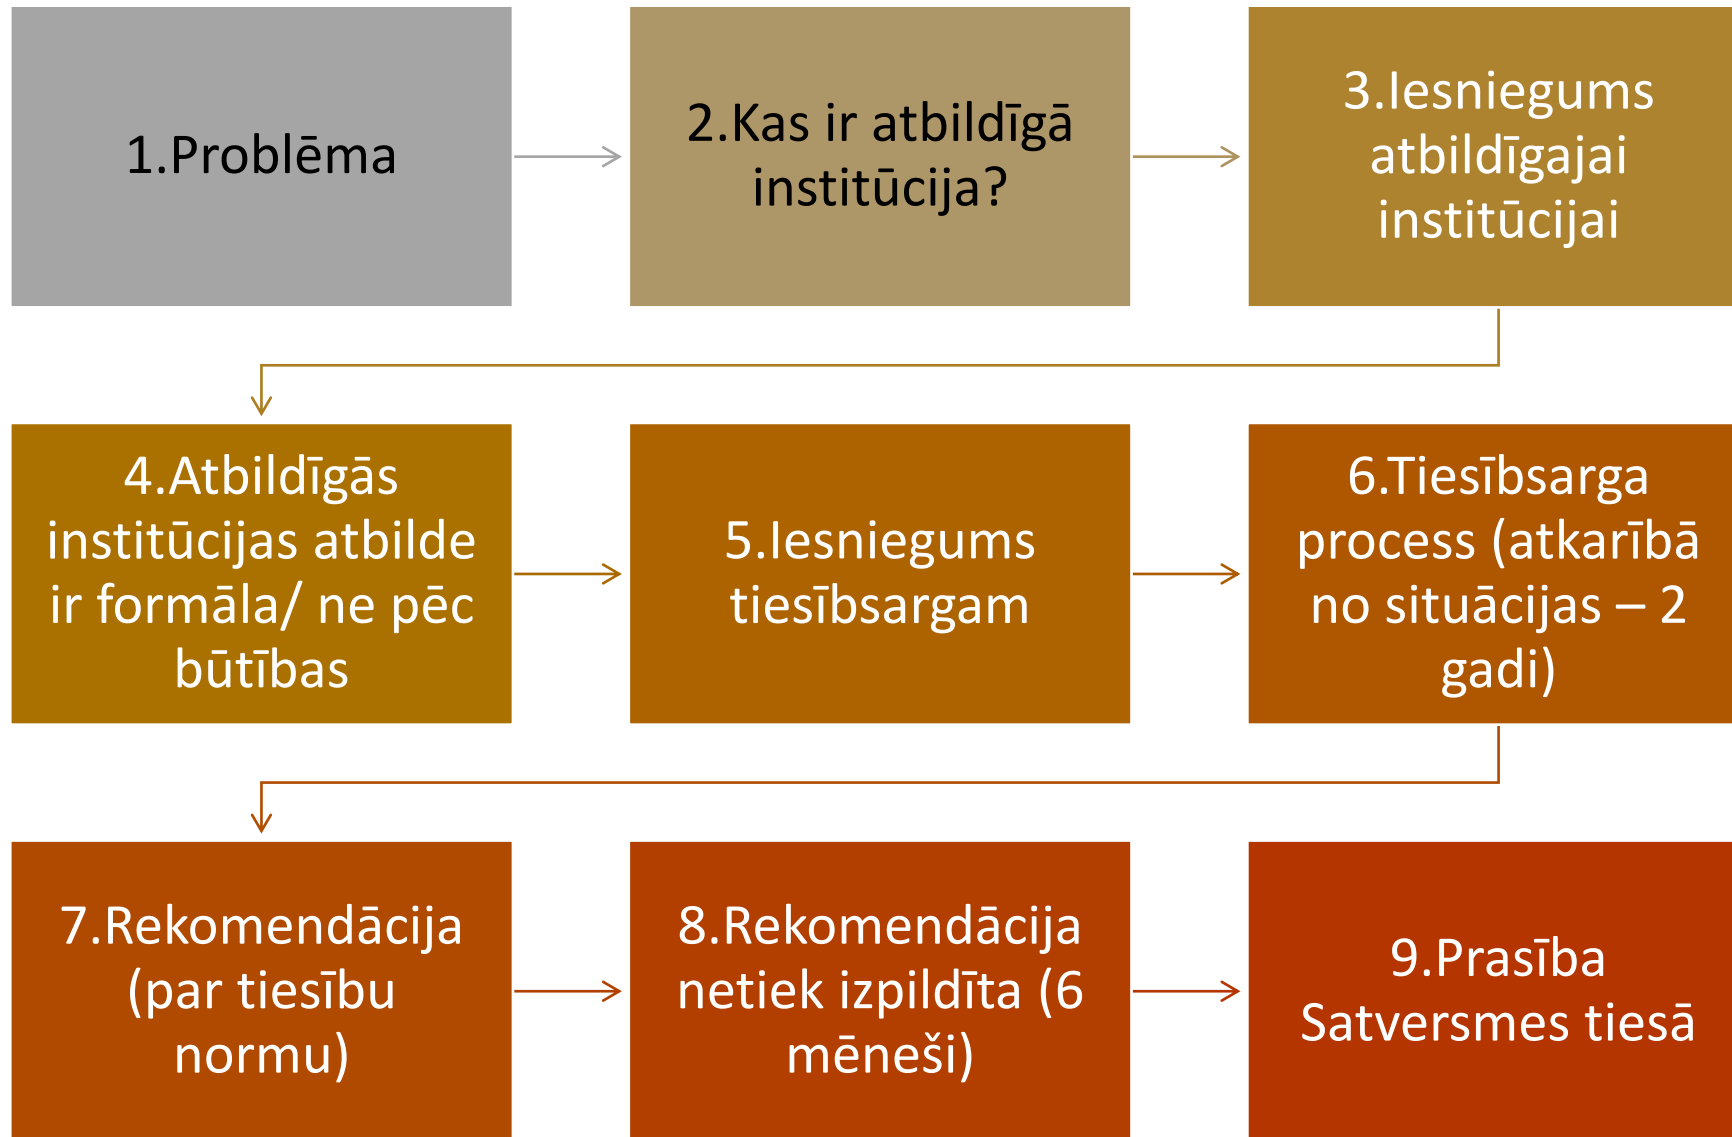 1.Problēma
2.Kas ir atbildīgā
institūcija?
3.Iesniegums
atbildīgajai
institūcijai
4.Atbildīgās
institūcijas atbilde
ir formāla/ ne pēc
būtības
5.Iesniegums
tiesībsargam
6.Tiesībsarga
process (atkarībā
no situācijas – 2
gadi)
7.Rekomendācija
(par tiesību
normu)
8.Rekomendācija
netiek izpildīta (6
mēneši)
9.Prasība
Satversmes tiesā